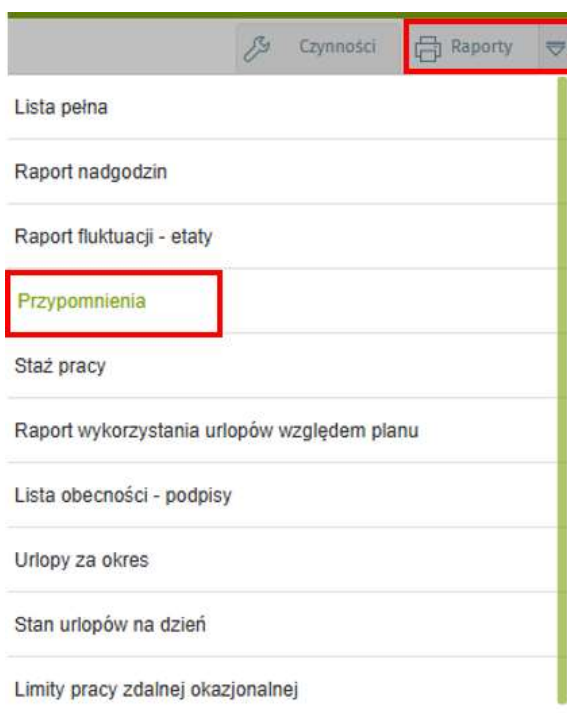 Czynności Raporty
Lista pełna
Raport nadgodzin
Raport fluktuacji - etaty
Przypomnienia
Staż pracy
Raport wykorzystania urlopów względem planu
Lista obecności - podpisy
Urlopy za okres
Stan urlopów na dzień
Limity pracy zdalnej okazjonalnej